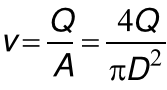 v = Q/A = 4Q/πD²